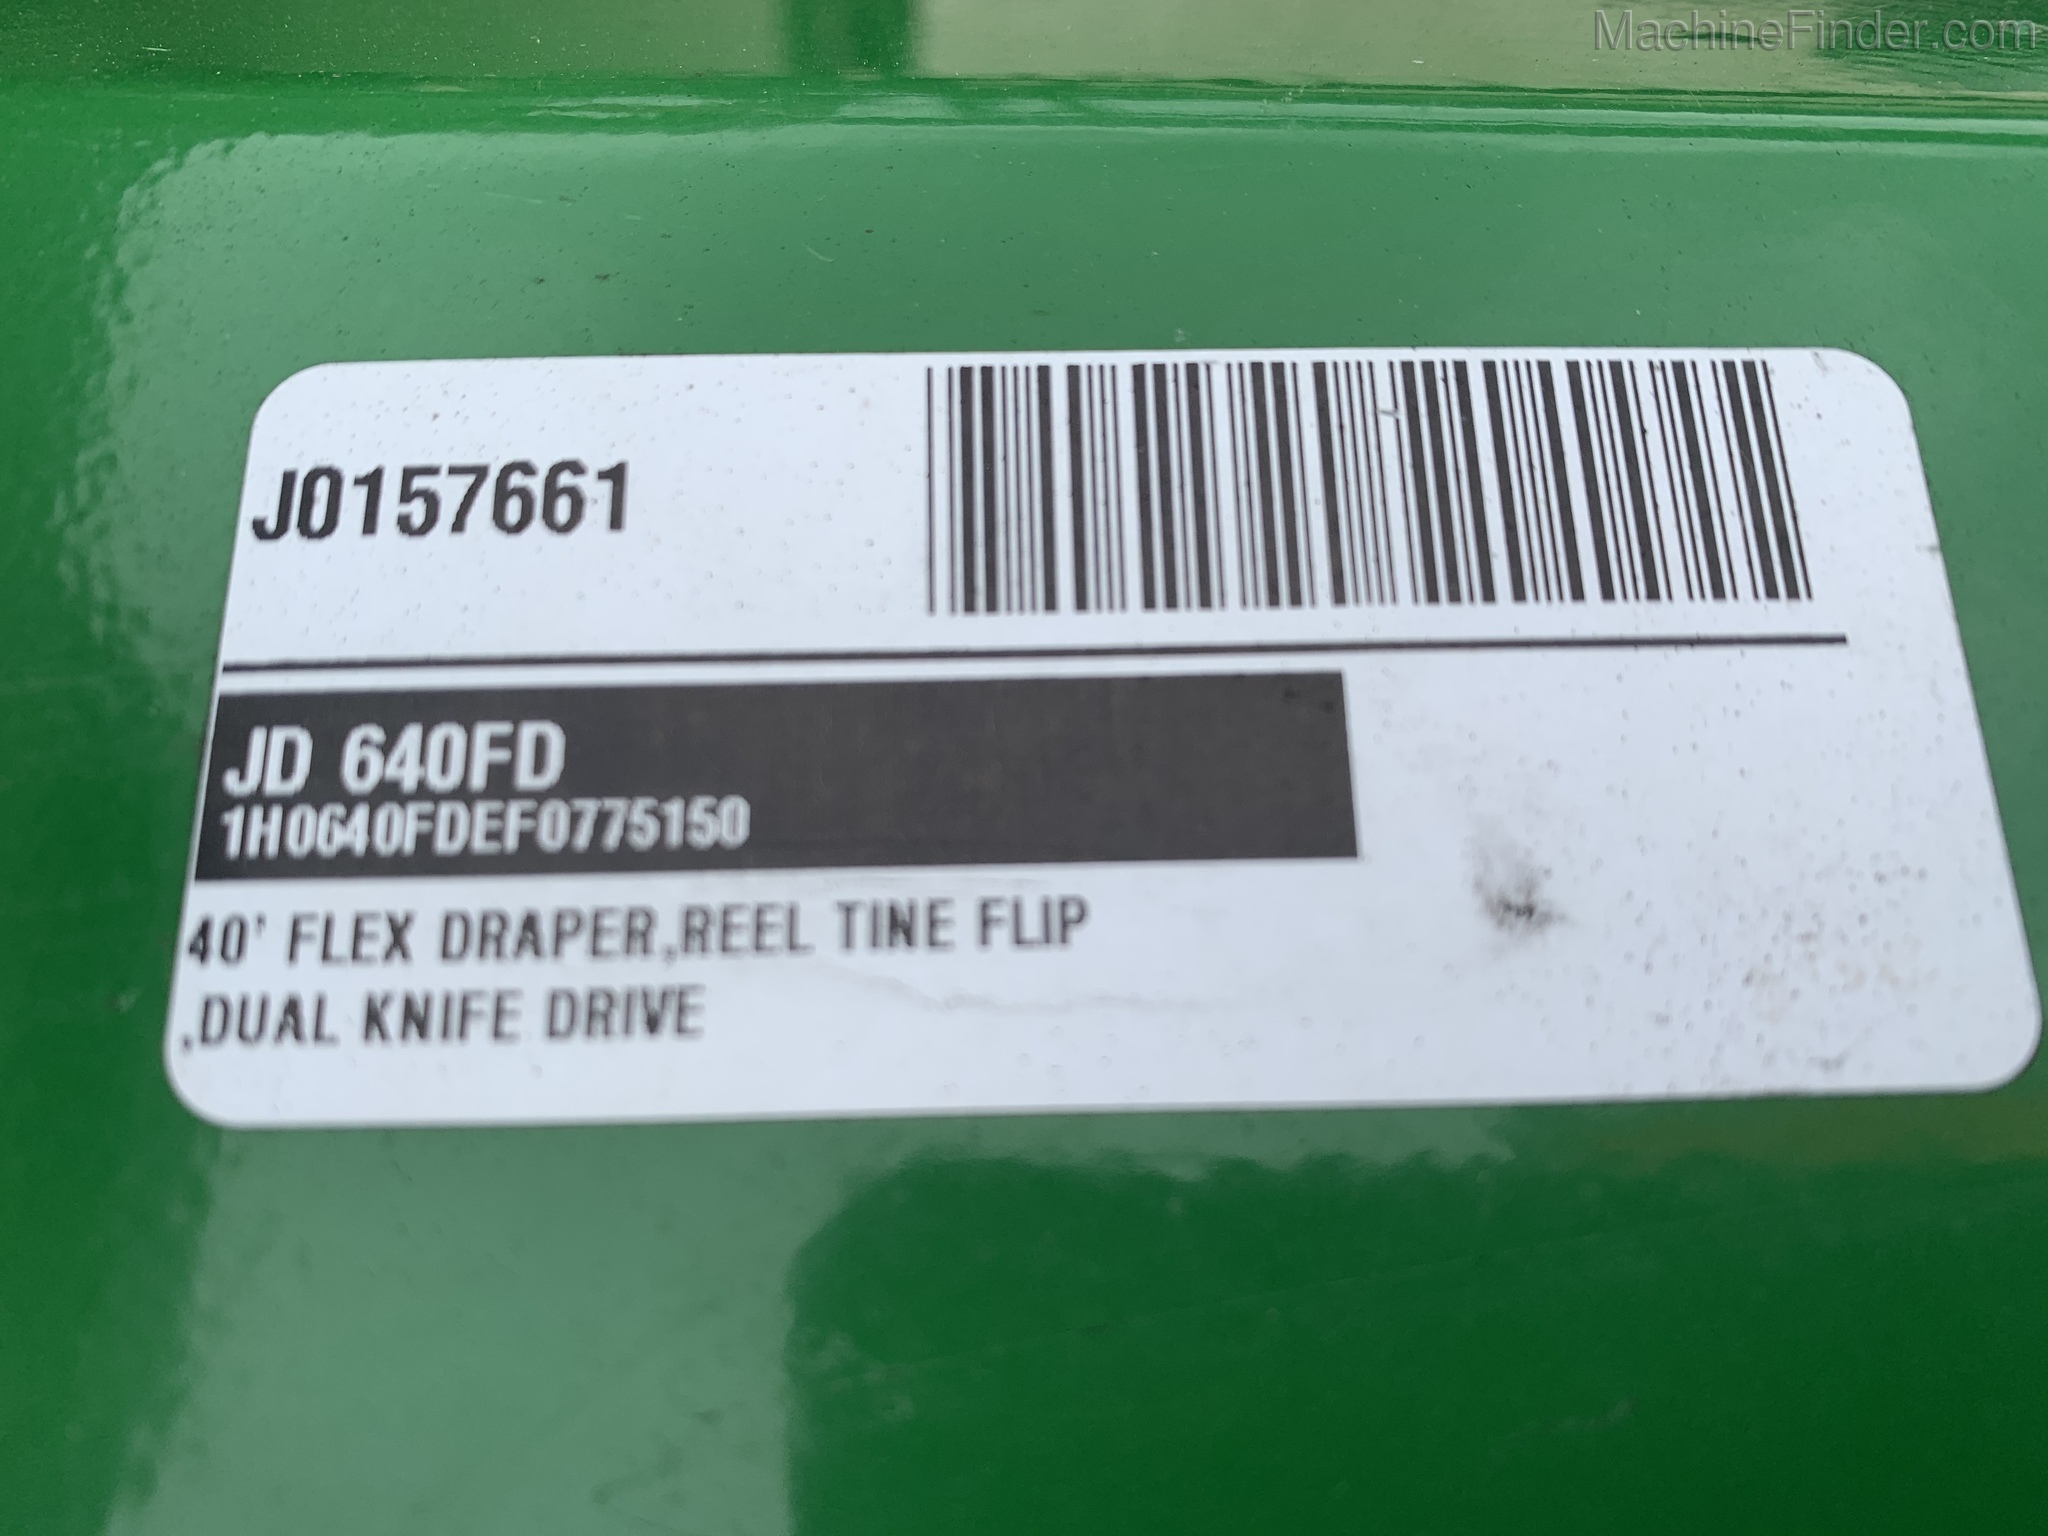 MachineFinder.com
J0157661
JD 640FD
1H0640FDEF0775150
40' FLEX DRAPER,REEL TINE FLIP
,DUAL KNIFE DRIVE